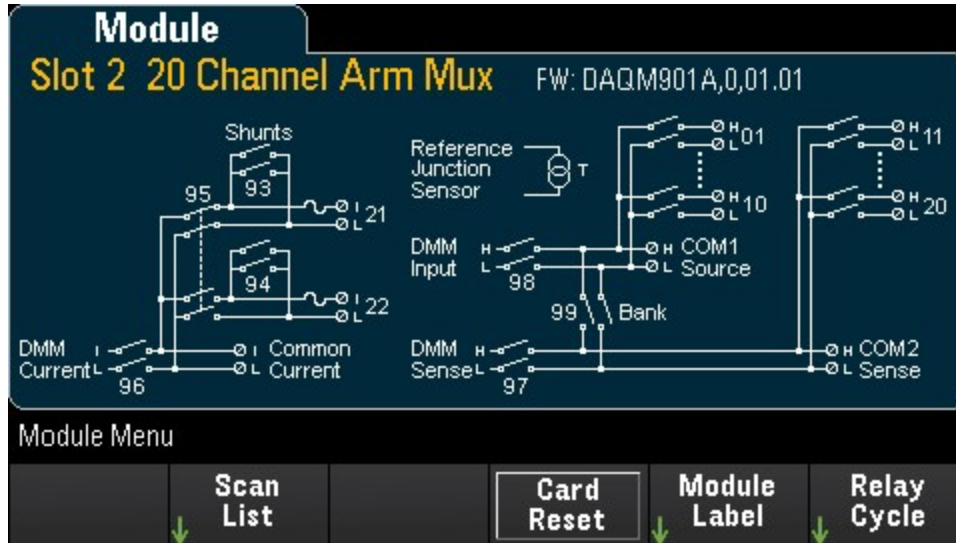 Module
Slot 2 20 Channel Arm Mux FW: DAQM901A,0,01.01
Shunts
93
95
I 21
L
94
I 22
L
DMM I
Current L
96
I Common
L Current
Reference
Junction
Sensor
T
H 01
L
H 10
L
H 11
L
H 20
L
DMM H
Input L
98
H COM1
L Source
99 Bank
DMM H
Sense L
97
H COM2
L Sense
Module Menu
Scan
List
Card
Reset
Module
Label
Relay
Cycle